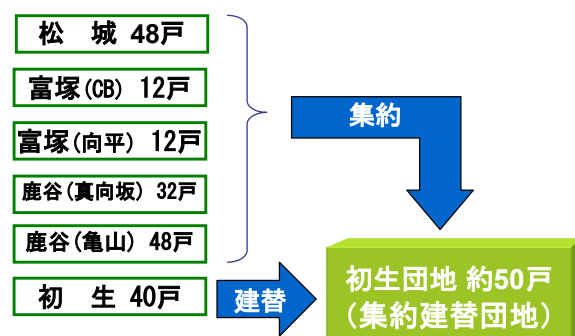 松　城 48戸
富塚(CB) 12戸
富塚(向平) 12戸
鹿谷(真向坂) 32戸
鹿谷(亀山) 48戸
初　生 40戸
集約
建替
初生団地 約50戸
（集約建替団地）